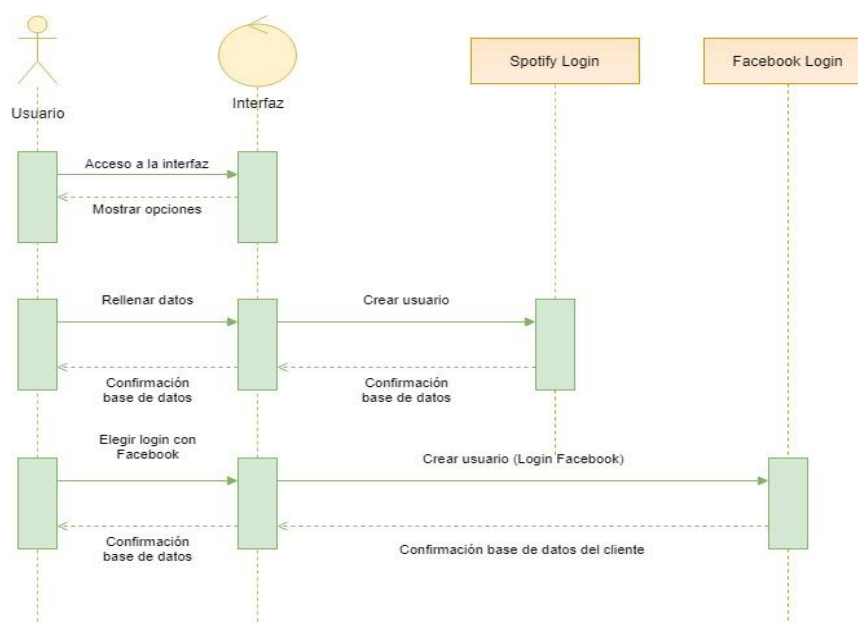 Spotify Login
Facebook Login
Usuario
Interfaz
Acceso a la interfaz
Mostrar opciones
Rellenar datos
Crear usuario
Confirmación
base de datos
Confirmación
base de datos
Elegir login con
Facebook
Crear usuario (Login Facebook)
Confirmación
base de datos
Confirmación base de datos del cliente